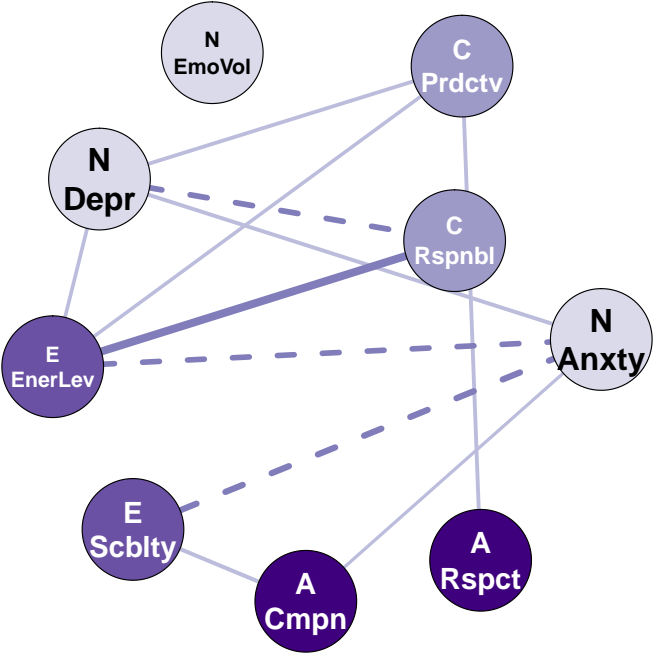 N
EmoVol
C
Prdctv
N
Depr
C
Rspnbl
N
Anxty
E
EnerLev
E
Scblty
A
Rspct
A
Cmpn